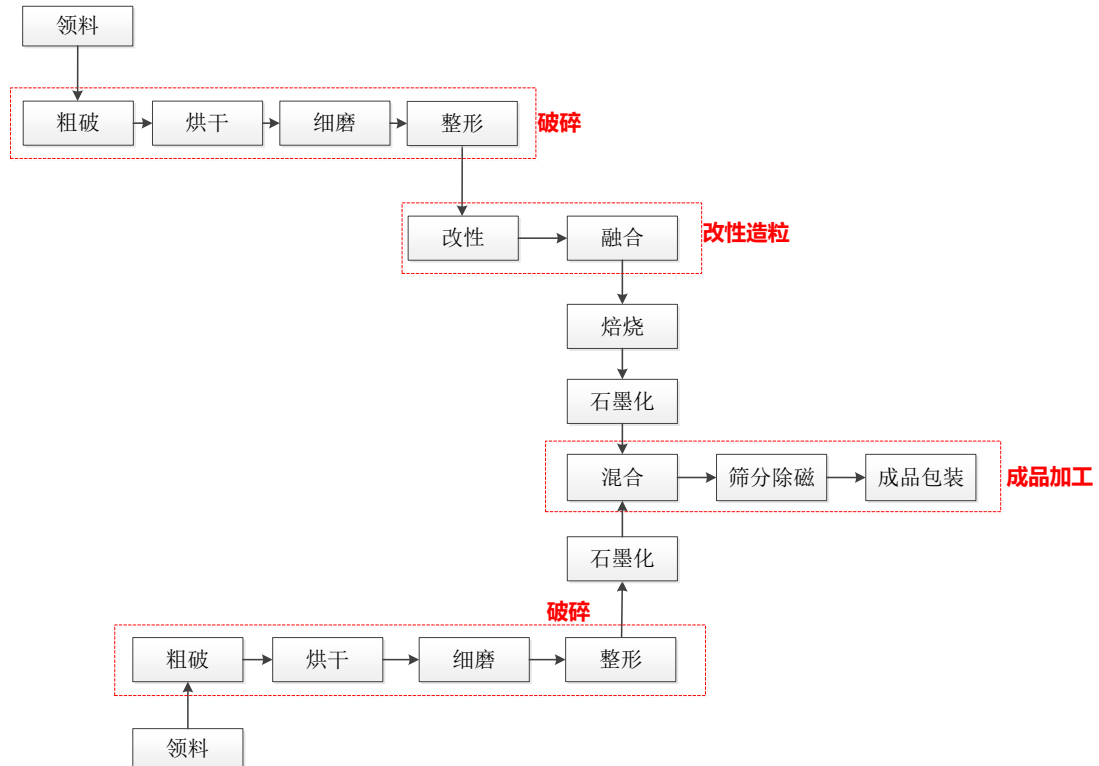 领料
粗破
烘干
细磨
整形
破碎
改性
融合
改性造粒
焙烧
石墨化
混合
筛分除磁
成品包装
成品加工
石墨化
破碎
粗破
烘干
细磨
整形
领料